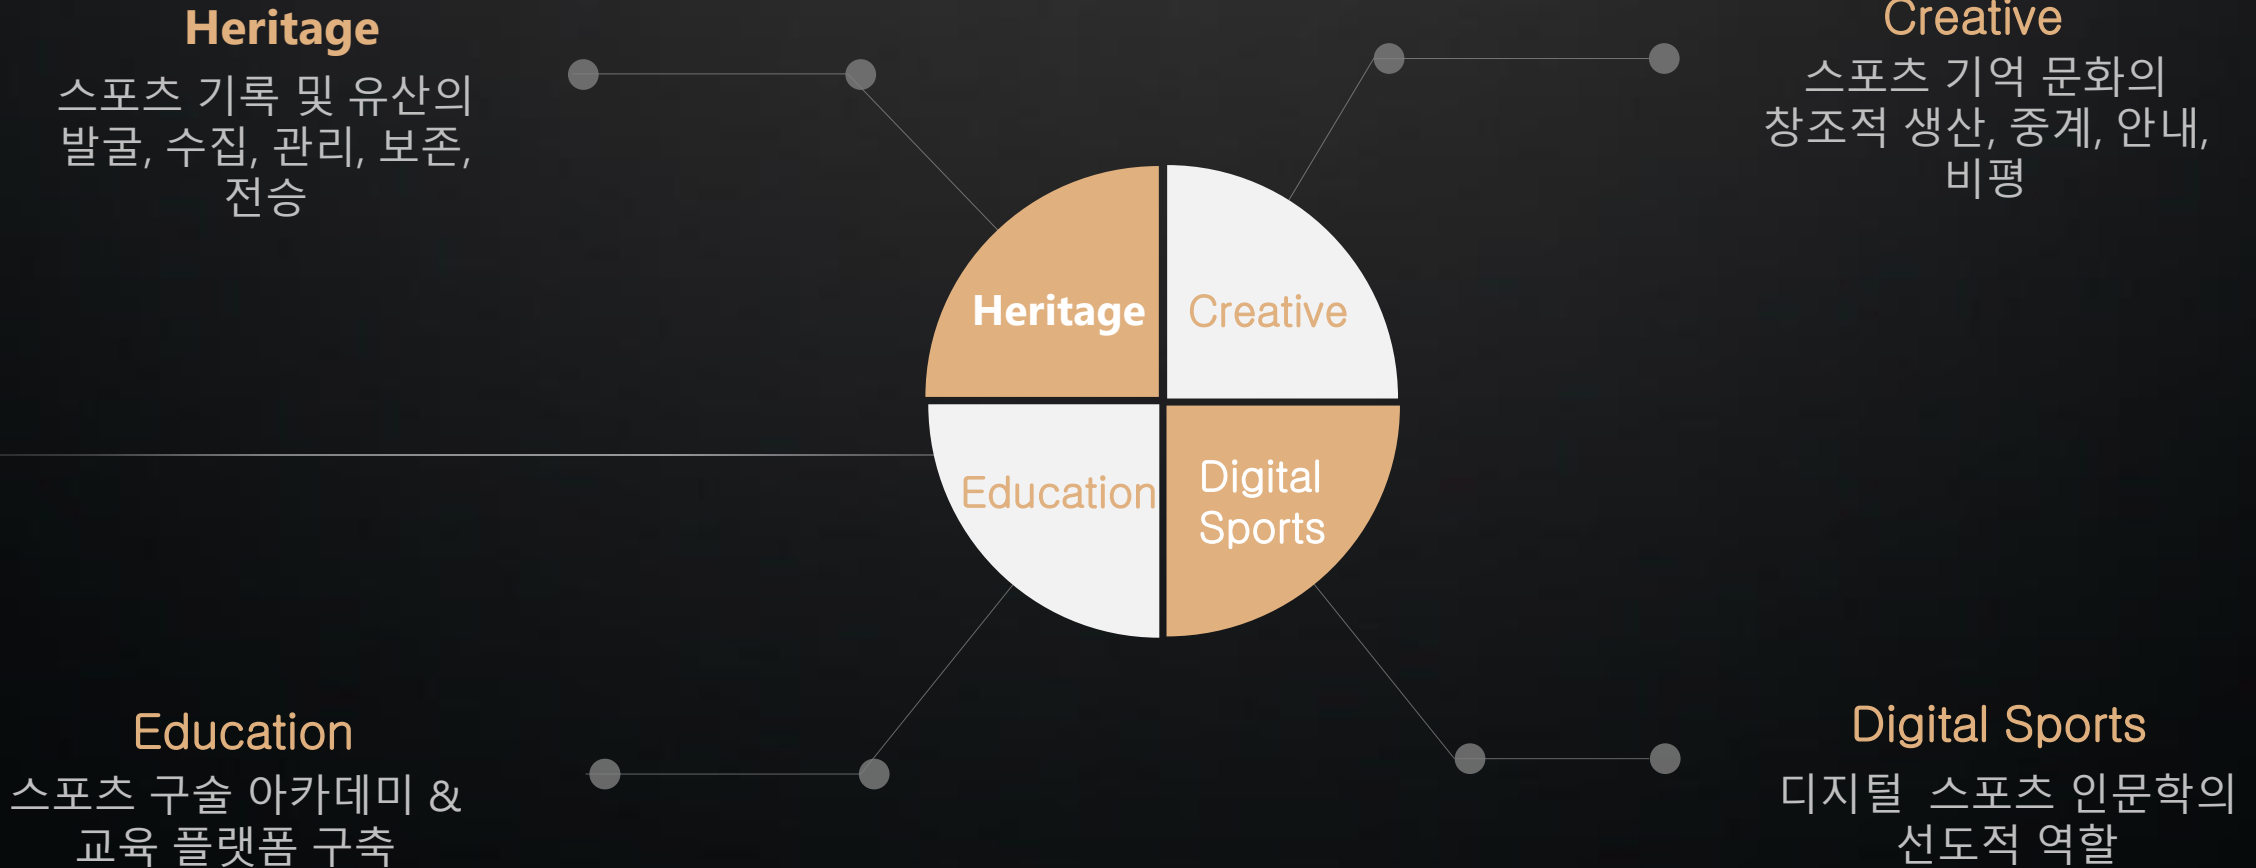 Heritage
스포츠 기록 및 유산의
발굴, 수집, 관리, 보존,
전승
Creative
스포츠 기억 문화의
창조적 생산, 중계, 안내,
비평
Heritage
Creative
Education
Digital
Sports
Education
스포츠 구술 아카데미 &
교육 플랫폼 구축
Digital Sports
디지털  스포츠 인문학의
선도적 역할